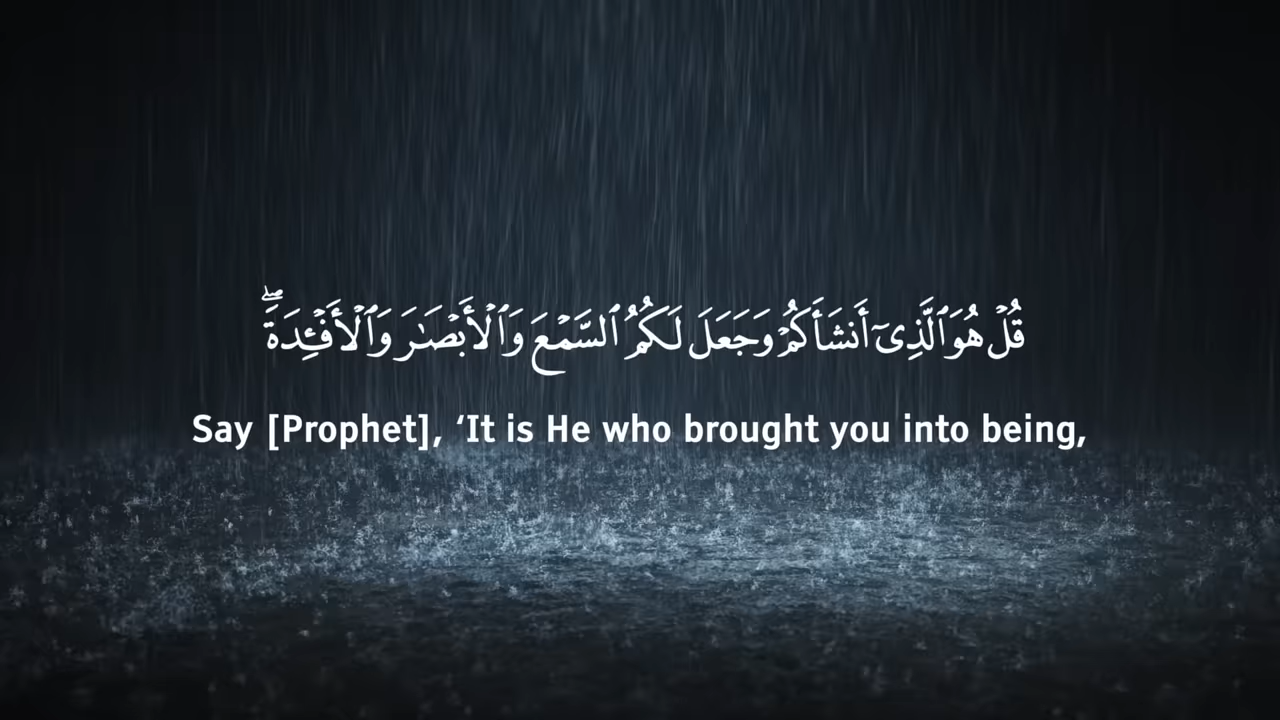 قُلْ هُوَ ٱلَّذِىٓ أَنشَأَكُمْ وَجَعَلَ لَكُمُ ٱلسَّمْعَ وَٱلْأَبْصَـٰرَ وَٱلْأَفْـِٔدَةَ ۖ
Say [Prophet], ‘It is He who brought you into being,